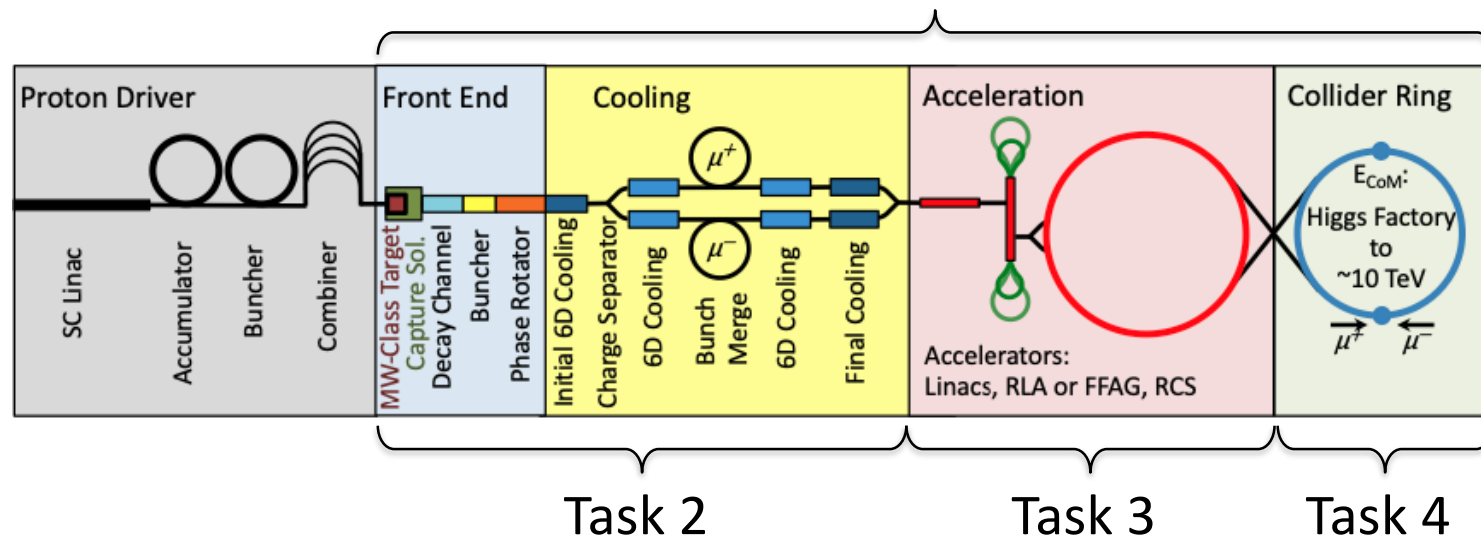 Proton Driver
SC Linac
Accumulator
Buncher
Combiner
Front End
MW-Class Target
Capture Sol.
Decay Channel
Buncher
Phase Rotator
Cooling
Initial 6D Cooling
Charge Separator
μ+
μ−
6D Cooling
Bunch
Merge
6D Cooling
Final Cooling
Acceleration
Accelerators:
Linacs, RLA or FFAG, RCS
Collider Ring
ECoM:
Higgs Factory
to
~10 TeV
μ+
μ−
Task 2
Task 3
Task 4